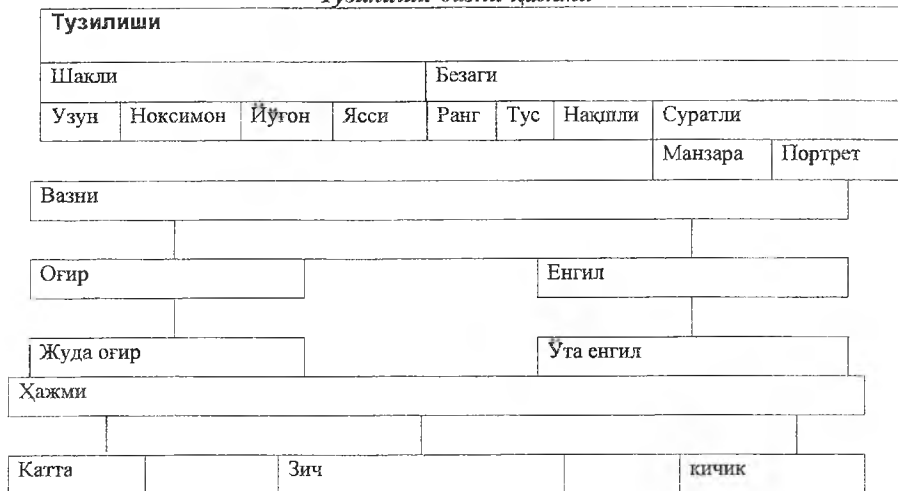 Тузилиши
Шакли Безаги
Узун Ноксимон Йўғон Ясси Ранг Тус Нақшли Суратли
Манзара Портрет
Вазни
Оғир Енгил
Жуда оғир Ўта енгил
Ҳажми
Катта Зич кичик